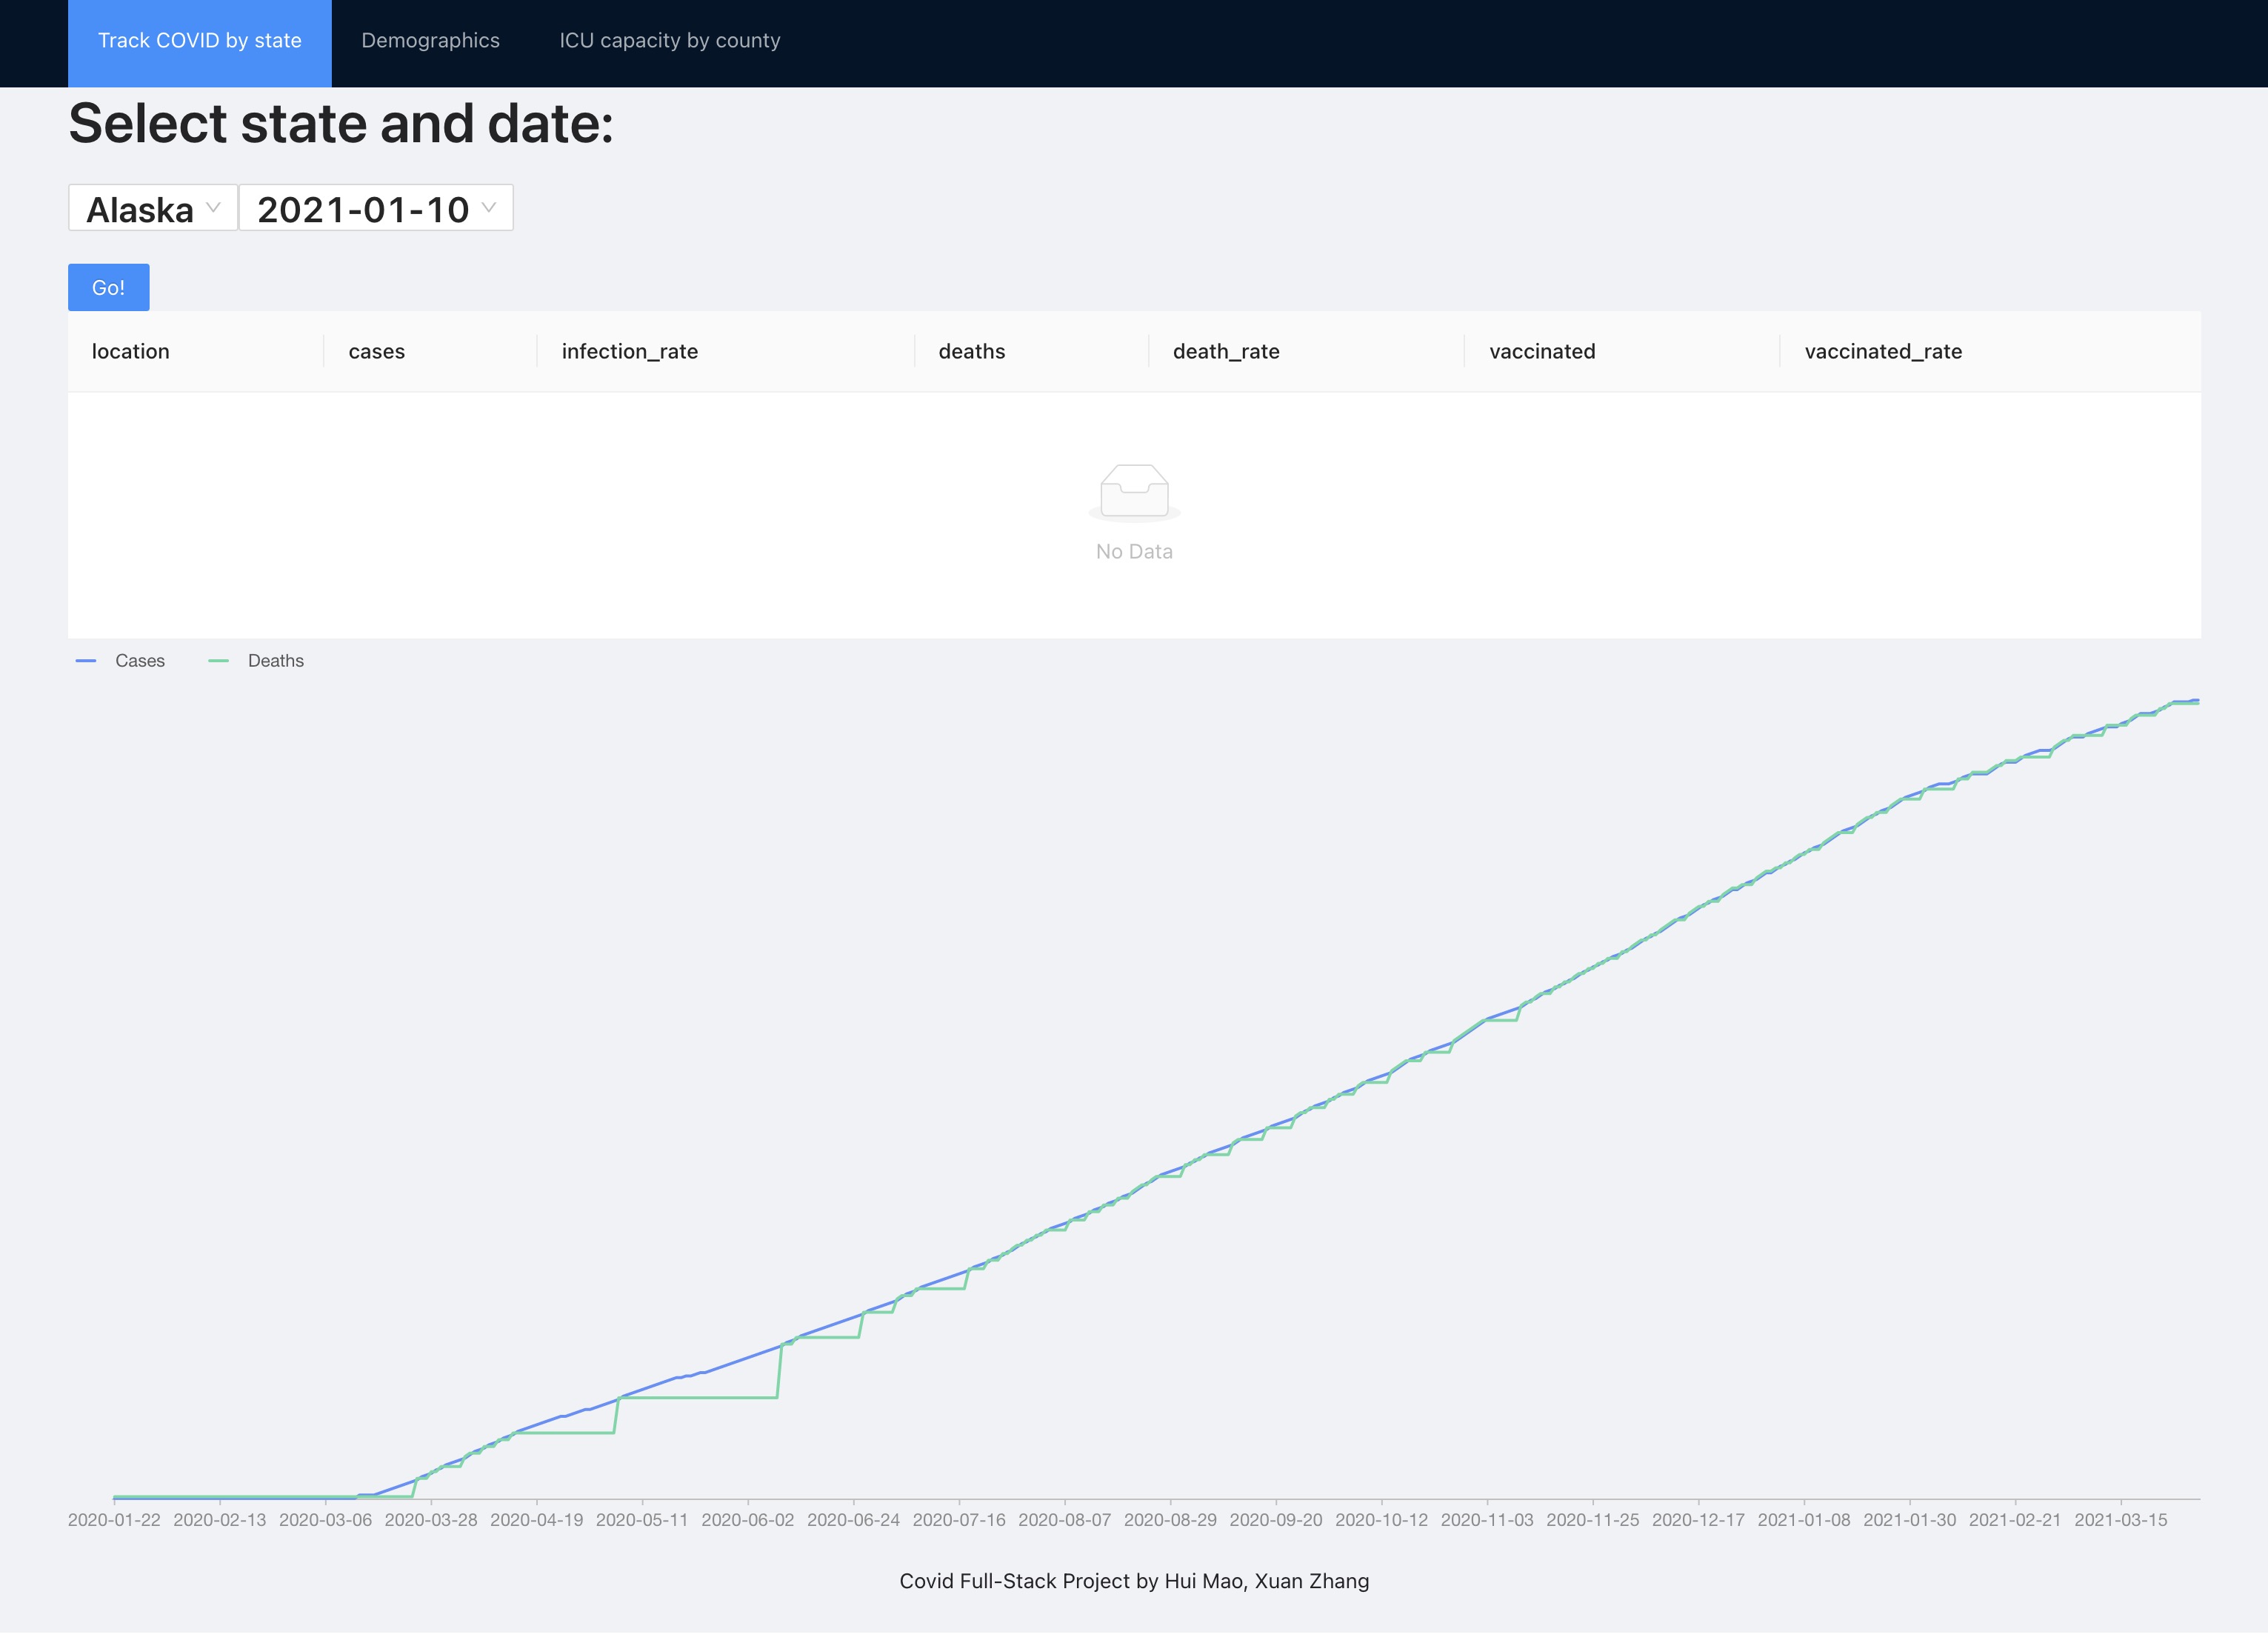 Track COVID by state Demographics ICU capacity by county
Select state and date:
Alaska 2021-01-10
Go!
location cases infection_rate deaths death_rate vaccinated vaccinated_rate
No Data
Cases Deaths
2020-01-22 2020-02-13 2020-03-06 2020-03-28 2020-04-19 2020-05-11 2020-06-02 2020-06-24 2020-07-16 2020-08-07 2020-08-29 2020-09-20 2020-10-12 2020-11-03 2020-11-25 2020-12-17 2021-01-08 2021-01-30 2021-02-21 2021-03-15
Covid Full-Stack Project by Hui Mao, Xuan Zhang